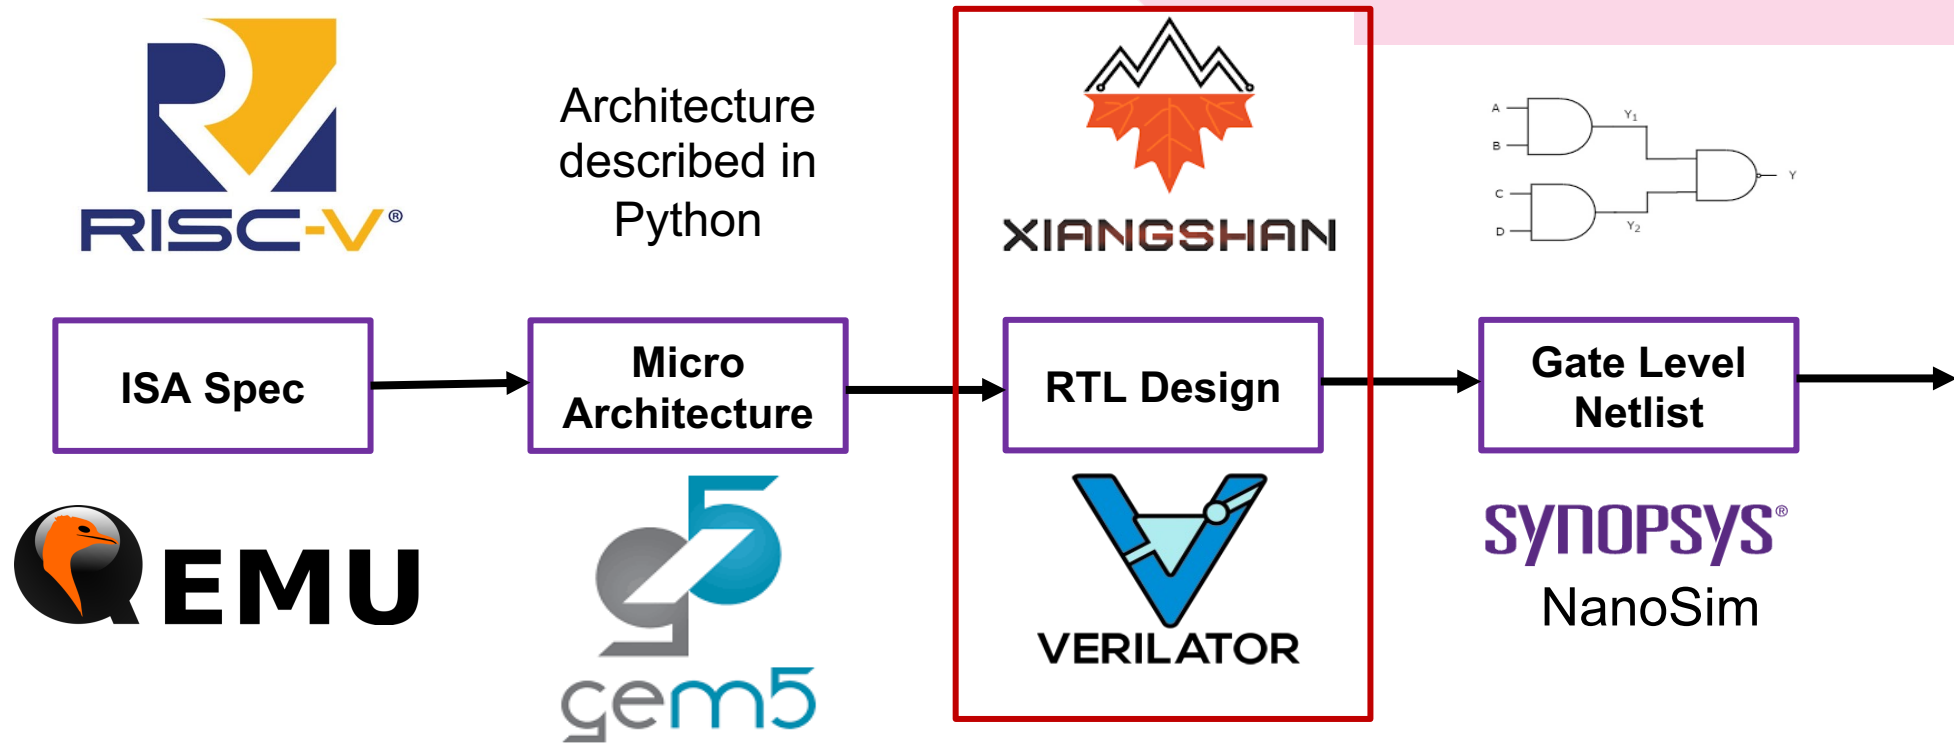 RISC-V®
Architecture
described in
Python
XIANGSHAN
A
B
C
D
Y1
Y2
Y
ISA Spec
Micro
Architecture
RTL Design
Gate Level
Netlist
QEMU
g5
gem5
VERILATOR
SYNOPSYS®
NanoSim